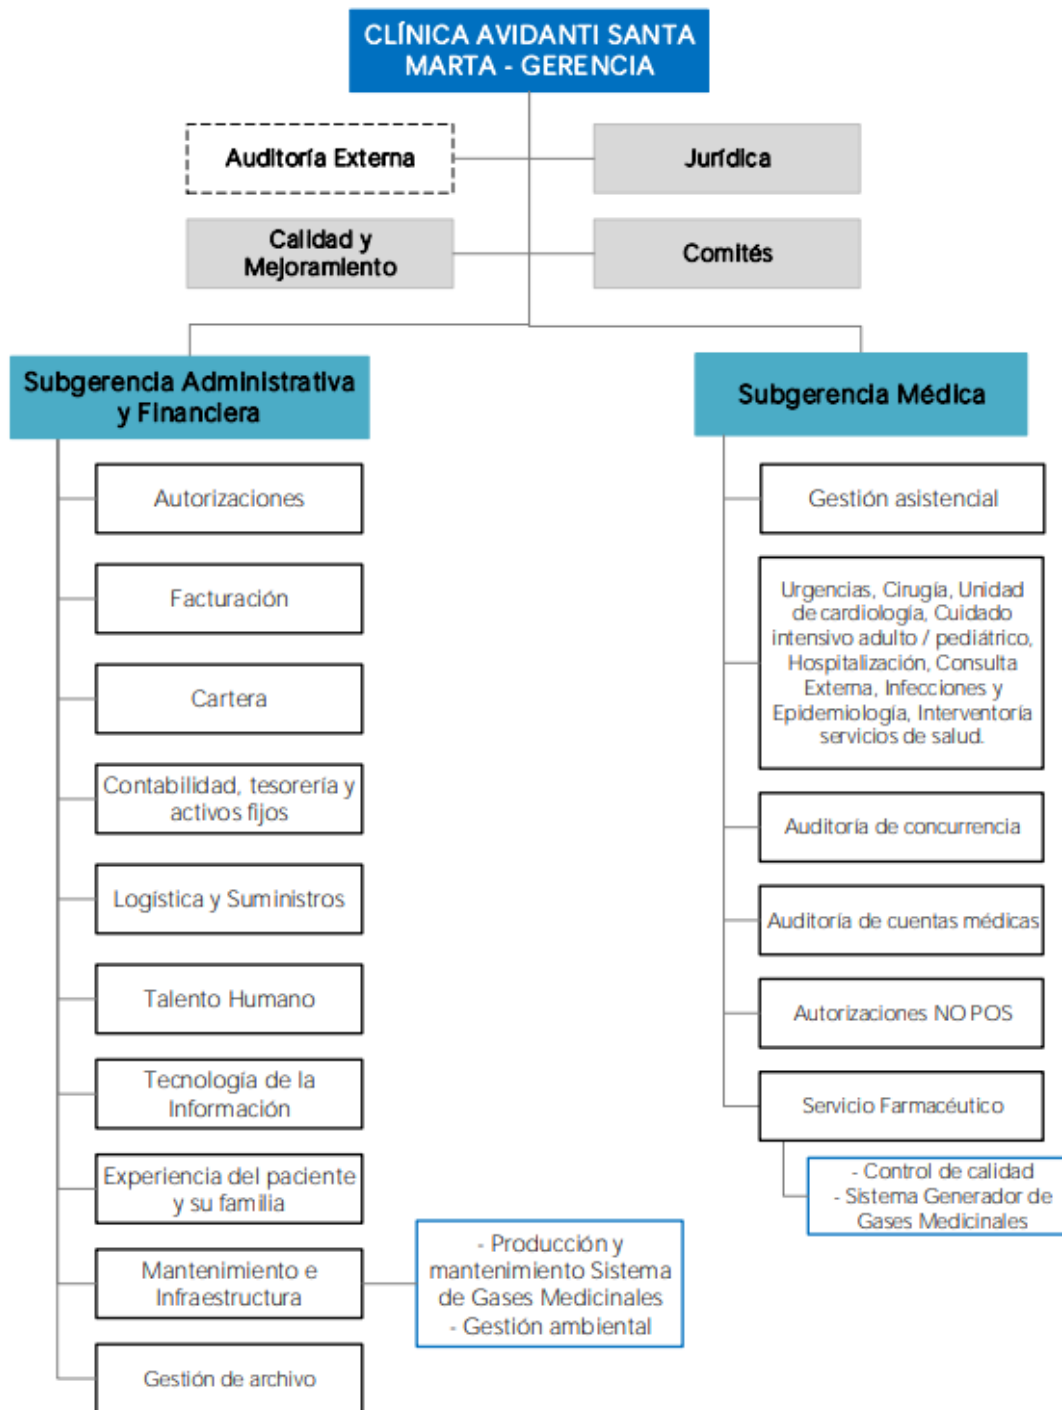 CLÍNICA AVIDANTI SANTA
MARTA - GERENCIA
Auditoría Externa
Jurídica
Calidad y
Mejoramiento
Comités
Subgerencia Administrativa
y Financiera
Autorizaciones
Facturación
Cartera
Contabilidad, tesorería y
activos fijos
Logística y Suministros
Talento Humano
Tecnología de la
Información
Experiencia del paciente
y su familia
Mantenimiento e
Infraestructura
- Producción y
mantenimiento Sistema
de Gases Medicinales
- Gestión ambiental
Gestión de archivo
Subgerencia Médica
Gestión asistencial
Urgencias, Cirugía, Unidad
de cardiología, Cuidado
intensivo adulto / pediátrico,
Hospitalización, Consulta
Externa, Infecciones y
Epidemiología, Interventoría
servicios de salud.
Auditoría de concurrencia
Auditoría de cuentas médicas
Autorizaciones NO POS
Servicio Farmacéutico
- Control de calidad
- Sistema Generador de
Gases Medicinales